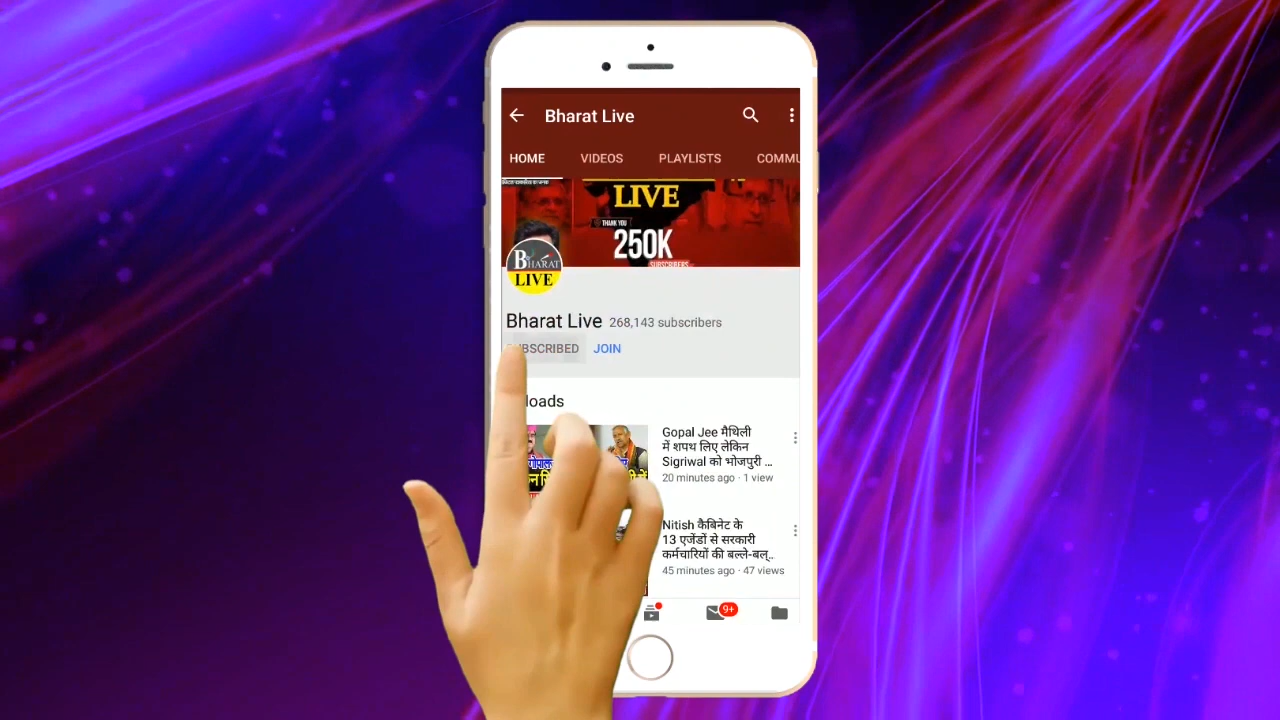 Bharat Live
HOME VIDEOS PLAYLISTS COMMU
LIVE
THANK YOU
250K
SUBSCRIBERS
BHARAT
LIVE
Bharat Live 268,143 subscribers
SUBSCRIBED JOIN
loads
Gopal Jee मैथिली
में शपथ लिए लेकिन
Sigriwal को भोजपुरी ...
20 minutes ago · 1 view
Nitish कैबिनेट के
13 एजेंडों से सरकारी
कर्मचारियों की बल्ले-बल्..
45 minutes ago · 47 views
9+